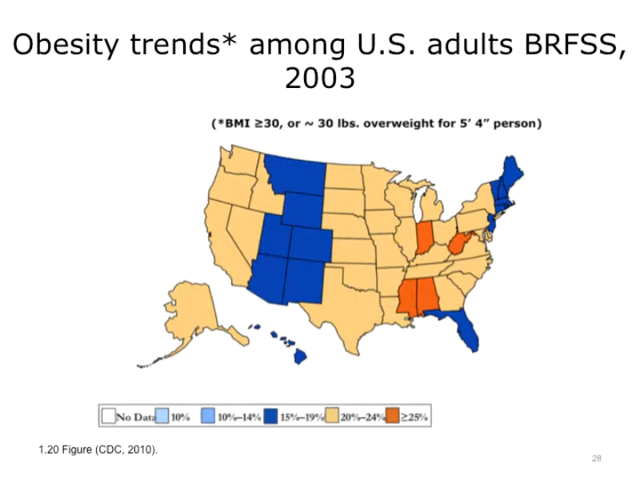 Obesity trends* among U.S. adults BRFSS,
2003
(*BMI ≥30, or ~ 30 lbs. overweight for 5’ 4” person)
No Data 10% 10%–14% 15%–19% 20%–24% ≥25%
1.20 Figure (CDC, 2010).
28